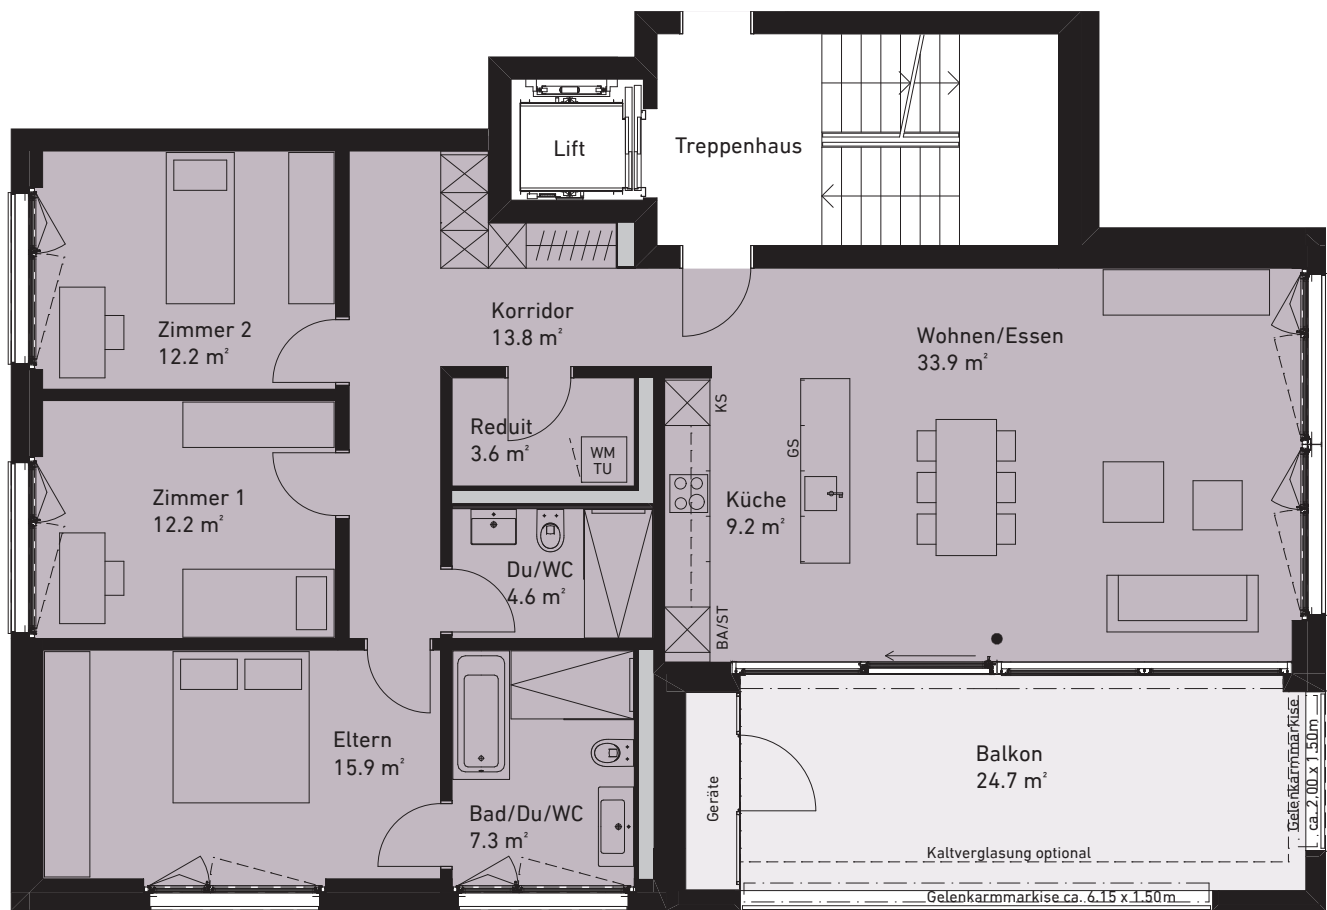 Lift
Treppenhaus
Zimmer 2
12.2 m²
Korridor
13.8 m²
Wohnen/Essen
33.9 m²
Reduit
3.6 m²
WM
TU
KS
GS
Zimmer 1
12.2 m²
Küche
9.2 m²
Du/WC
4.6 m²
BA/ST
Eltern
15.9 m²
Bad/Du/WC
7.3 m²
Geräte
Balkon
24.7 m²
Gelenkarmmarkise
ca. 2.00 x 1.50m
Kaltverglasung optional
Gelenkarmmarkise ca. 6.15 x 1.50m